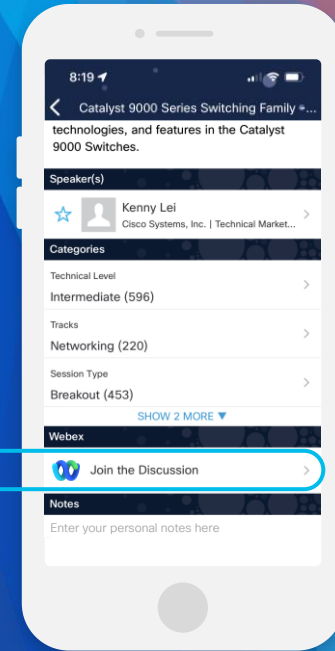 8:19
Catalyst 9000 Series Switching Family -...
technologies, and features in the Catalyst
9000 Switches.
Speaker(s)
Kenny Lei
Cisco Systems, Inc. | Technical Market...
Categories
Technical Level
Intermediate (596)
Tracks
Networking (220)
Session Type
Breakout (453)
SHOW 2 MORE ▼
Webex
Join the Discussion
Notes
Enter your personal notes here